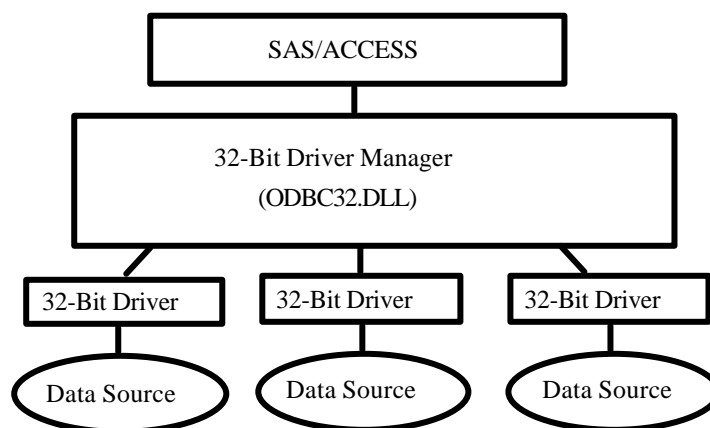 SAS/ACCESS
32-Bit Driver Manager
(ODBC32.DLL)
32-Bit Driver
32-Bit Driver
32-Bit Driver
Data Source
Data Source
Data Source